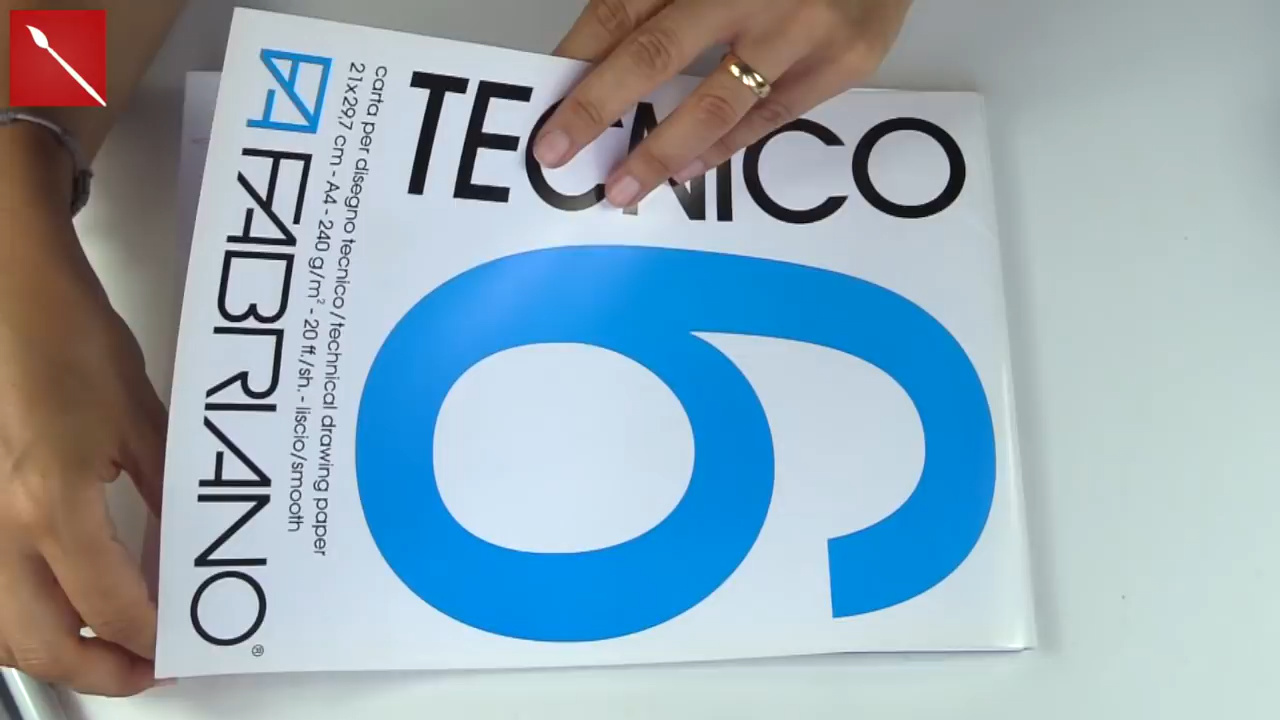 TECNICO
6
carta per disegno tecnico/technical drawing paper
21x29,7 cm - A4 - 240 g/m² - 20 ff./sh. - liscio/smooth
FABRIANO®